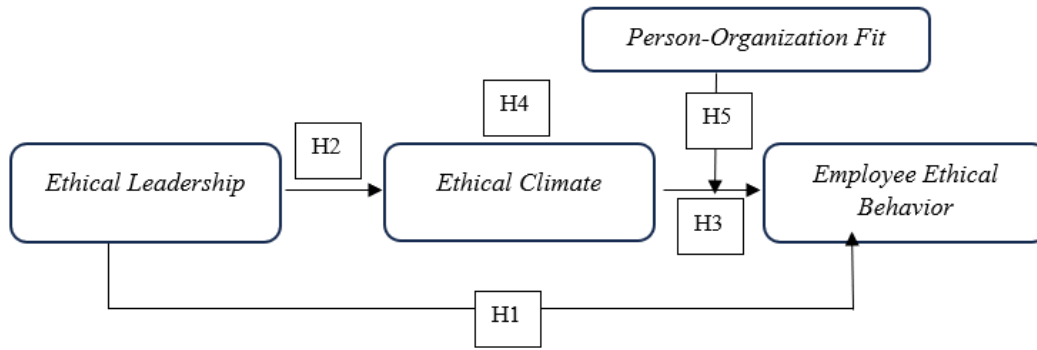 Person-Organization Fit
H4
H5
H2
Ethical Leadership
Ethical Climate
Employee Ethical
Behavior
H3
H1